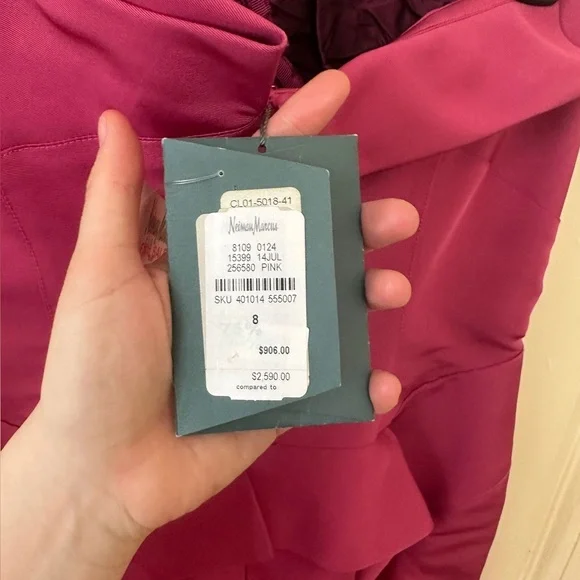 CL01-5018-41
Neiman Marcus
8109 0124
15399 14JUL
256580 PINK
SKU 401014 555007
8
$906.00
$2,590.00
compared to